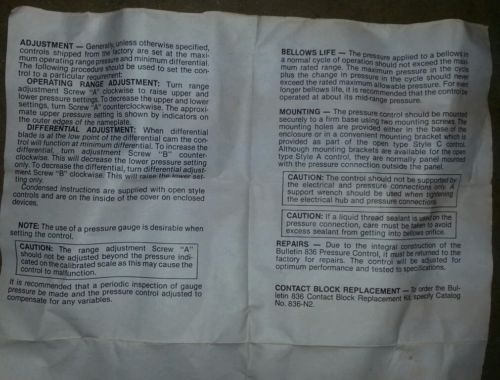 ADJUSTMENT — Generally, unless otherwise specified,
controls shipped from the factory are set at the maxi-
mum operating range pressure and minimum differential.
The following procedure should be used to set the con-
trol to a particular requirement:
OPERATING RANGE ADJUSTMENT: Turn range
adjustment Screw "A" clockwise to raise upper and
lower pressure settings. To decrease the upper and lower
settings, turn Screw "A" counterclockwise. The approxi-
mate upper pressure setting is shown by indicators on
the outer edges of the nameplate.
DIFFERENTIAL ADJUSTMENT: When differential
blade is at the low point of the differential cam the con-
trol will function at minimum differential. To increase the
differential, turn adjustment Screw "B" counter-
clockwise. This will decrease the lower pressure setting
only. To decrease the differential, turn differential adjust-
ment Screw "B" clockwise. This will raise the lower set-
ting only.
Condensed instructions are supplied with open style
controls and are on the inside of the cover on enclosed
devices.
NOTE: The use of a pressure gauge is desirable when
setting the control.
CAUTION: The range adjustment Screw "A"
should not be adjusted beyond the pressure indi-
cated on the calibrated scale as this may cause the
control to malfunction.
It is recommended that a periodic inspection of gauge
pressure be made and the pressure control adjusted to
compensate for any variables.
BELLOWS LIFE — The pressure applied to a bellows in
a normal cycle of operation should not exceed the maxi-
mum rated range. The maximum pressure in the cycle
plus the change in pressure in the cycle should never
exceed the rated maximum allowable pressure. For even
longer bellows life, it is recommended that the control be
operated at about its mid-range pressure.
MOUNTING — The pressure control should be mounted
securely to a firm base using two mounting screws. The
mounting holes are provided either in the base of the
enclosure or in a convenient mounting bracket which is
provided as part of the open type Style C control.
Although mounting brackets are available for the open
type Style A control, they are normally panel mounted
with the pressure connection outside the panel.
CAUTION: The control should not be supported by
the electrical and pressure connections only. A
support wrench should be used when tightening
the electrical hub and pressure connection.
CAUTION: If a liquid thread sealant is used on the
pressure connection, care must be taken to avoid
excess sealant from getting into bellows orifice.
REPAIRS — Due to the integral construction of the
Bulletin 836 Pressure Control, it must be returned to the
factory for repairs. The control will be adjusted for
optimum performance and tested to specifications.
CONTACT BLOCK REPLACEMENT — To order the Bul-
letin 836 Contact Block Replacement Kit, specify Catalog
No. 836-N2.